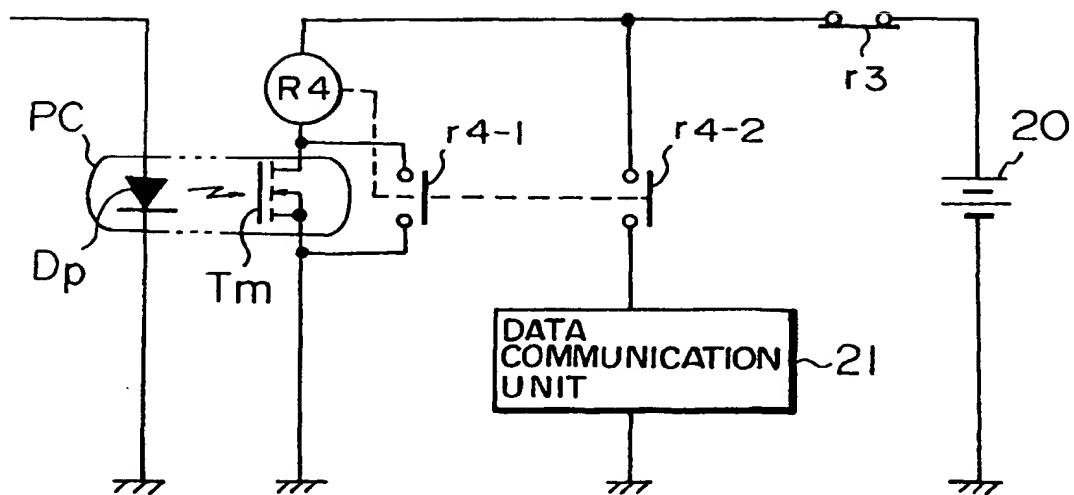 R4
r3
PC
r4-1
r4-2
20
Dp
Tm
DATA
COMMUNICATION
UNIT
21